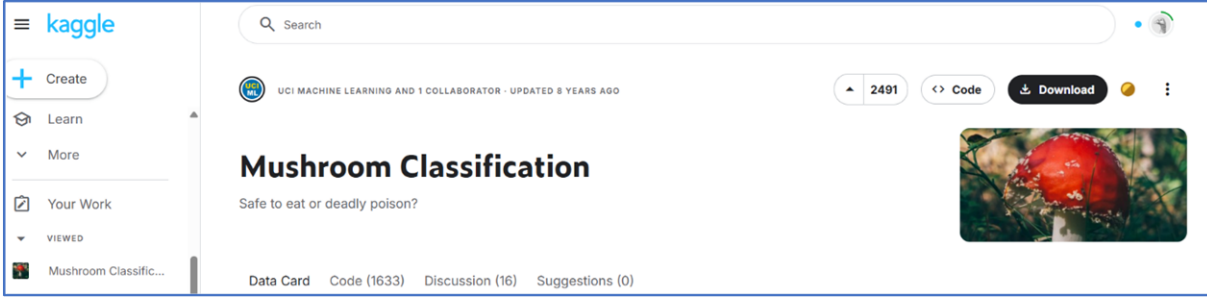 kaggle
Search
Create
Learn
More
Your Work
VIEWED
Mushroom Classific...
UCI ML
UCI MACHINE LEARNING AND 1 COLLABORATOR · UPDATED 8 YEARS AGO
2491
<> Code
Download
Mushroom Classification
Safe to eat or deadly poison?
Data Card Code (1633) Discussion (16) Suggestions (0)